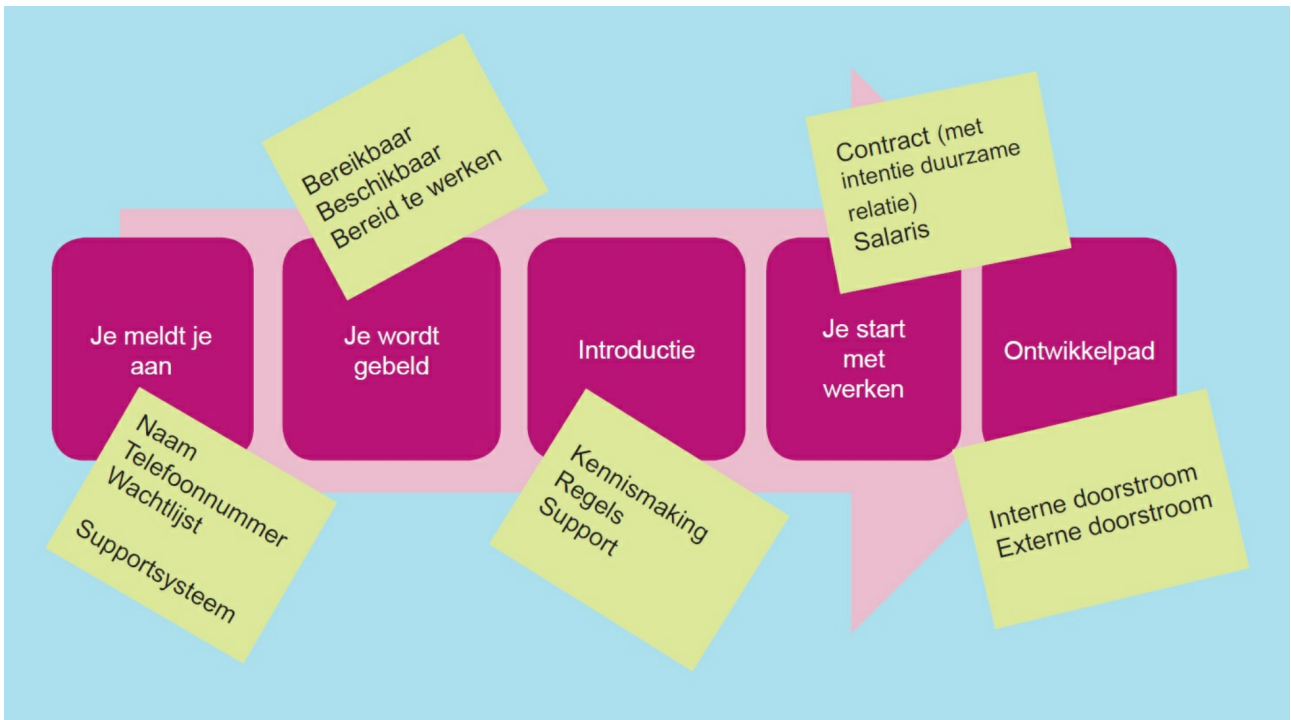 Je meldt je
aan
Naam
Telefoonnummer
Wachtlijst
Supportsysteem
Je wordt
gebeld
Bereikbaar
Beschikbaar
Bereid te werken
Introductie
Kennismaking
Regels
Support
Je start
met
werken
Contract (met
intentie duurzame
relatie)
Salaris
Ontwikkelpad
Interne doorstroom
Externe doorstroom